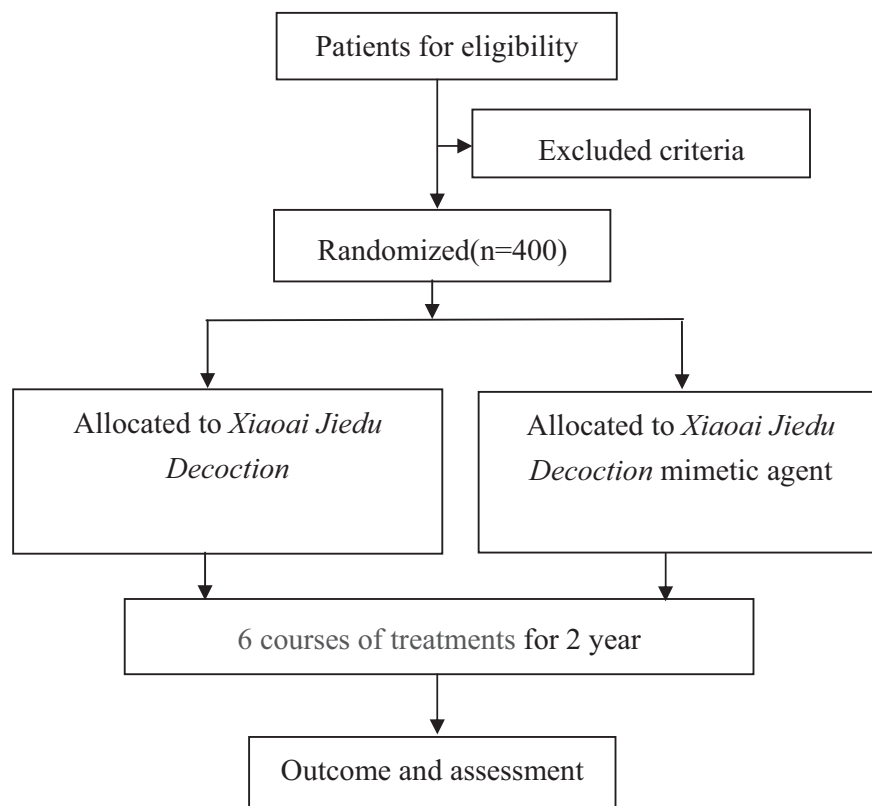 Patients for eligibility
Excluded criteria
Randomized(n=400)
Allocated to Xiaoai Jiedu
Decoction
Allocated to Xiaoai Jiedu
Decoction mimetic agent
6 courses of treatments for 2 year
Outcome and assessment